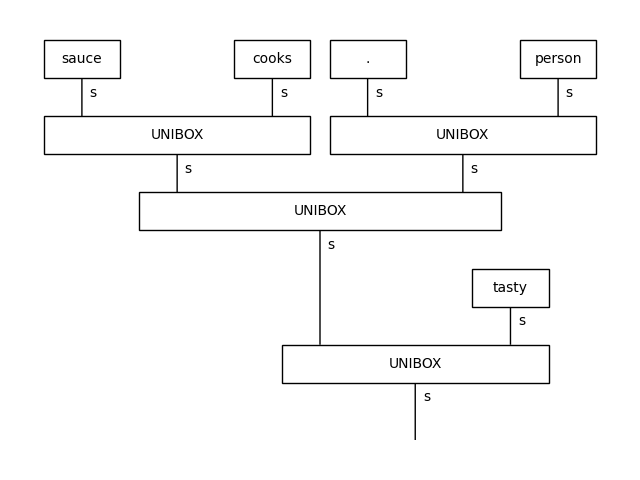 sauce cooks . person
s s s s
UNIBOX UNIBOX
s s
UNIBOX
s
tasty
s
UNIBOX
s